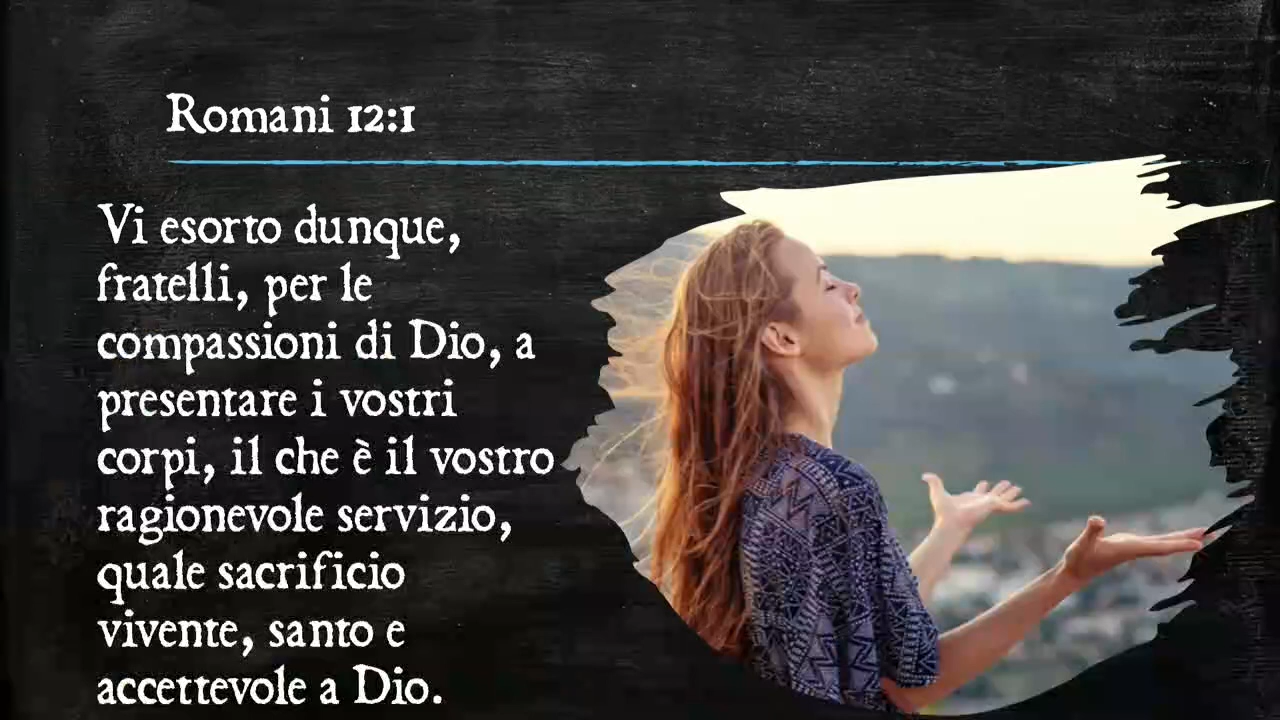 Romani 12:1
Vi esorto dunque,
fratelli, per le
compassioni di Dio, a
presentare i vostri
corpi, il che è il vostro
ragionevole servizio,
quale sacrificio
vivente, santo e
accettevole a Dio.